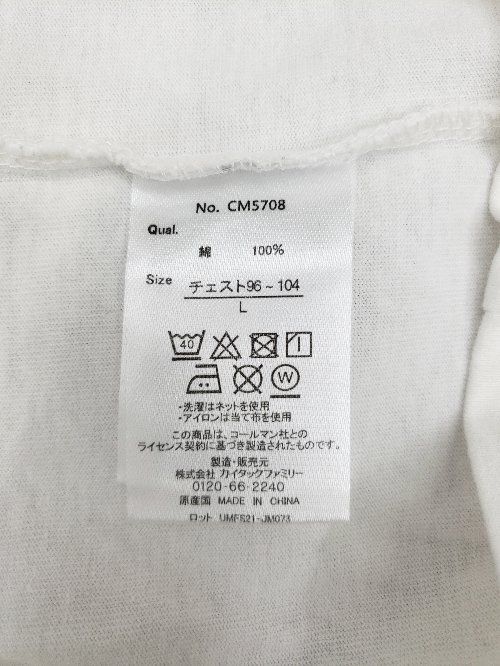 No. CM5708
Qual.
綿 100%
Size チェスト96~104
L
40
W
・洗濯はネットを使用
・アイロンは当て布を使用
この商品は、コールマン社との
ライセンス契約に基づき製造されたものです。
製造・販売元
株式会社 カイタックファミリー
0120-66-2240
原産国 MADE IN CHINA
ロット UMFS21-JM073